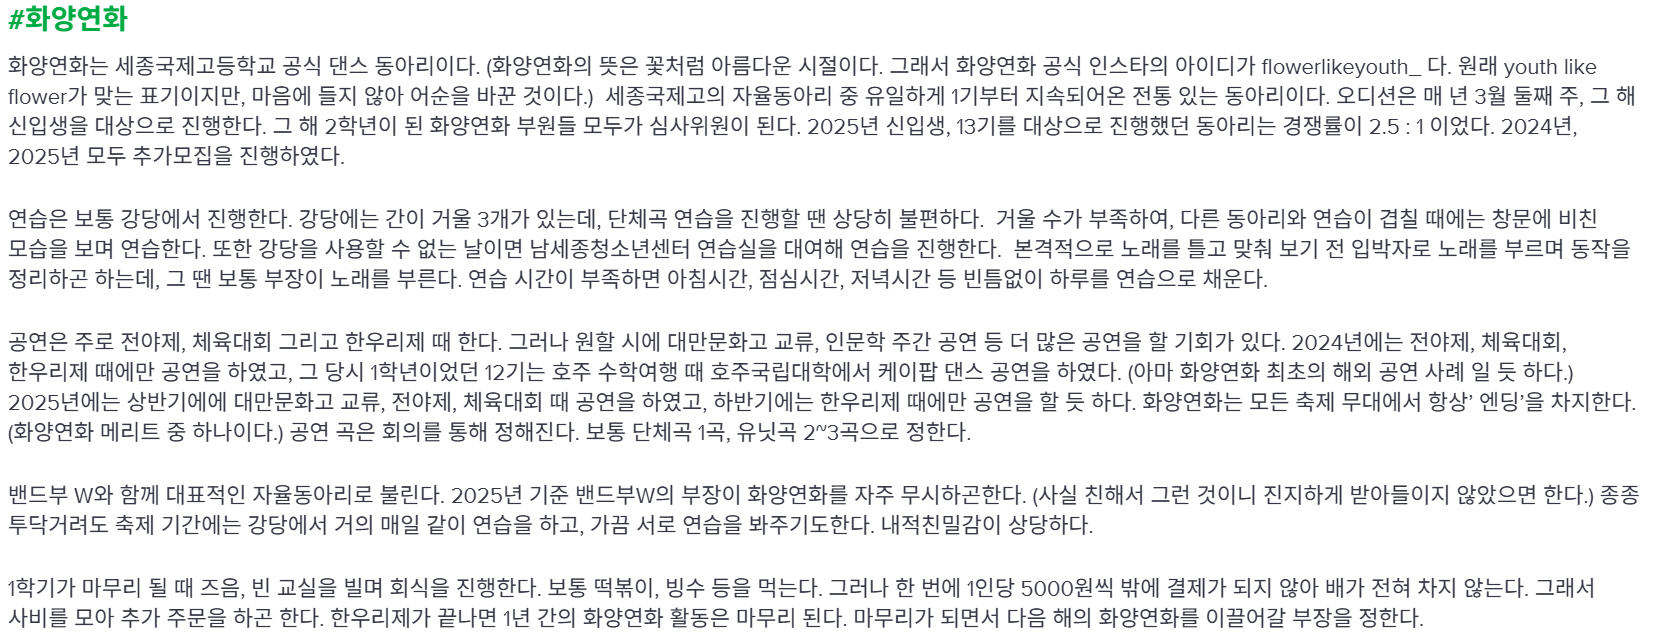 #화양연화
화양연화는 세종국제고등학교 공식 댄스 동아리이다. (화양연화의 뜻은 꽃처럼 아름다운 시절이다. 그래서 화양연화 공식 인스타의 아이디가 flowerlikeyouth_ 다. 원래 youth like
flower가 맞는 표기이지만, 마음에 들지 않아 어순을 바꾼 것이다.)  세종국제고의 자율동아리 중 유일하게 1기부터 지속되어온 전통 있는 동아리이다. 오디션은 매 년 3월 둘째 주, 그 해
신입생을 대상으로 진행한다. 그 해 2학년이 된 화양연화 부원들 모두가 심사위원이 된다. 2025년 신입생, 13기를 대상으로 진행했던 동아리는 경쟁률이 2.5 : 1 이었다. 2024년,
2025년 모두 추가모집을 진행하였다.
연습은 보통 강당에서 진행한다. 강당에는 간이 거울 3개가 있는데, 단체곡 연습을 진행할 땐 상당히 불편하다.  거울 수가 부족하여, 다른 동아리와 연습이 겹칠 때에는 창문에 비친
모습을 보며 연습한다. 또한 강당을 사용할 수 없는 날이면 남세종청소년센터 연습실을 대여해 연습을 진행한다.  본격적으로 노래를 틀고 맞춰 보기 전 입박자로 노래를 부르며 동작을
정리하곤 하는데, 그 땐 보통 부장이 노래를 부른다. 연습 시간이 부족하면 아침시간, 점심시간, 저녁시간 등 빈틈없이 하루를 연습으로 채운다.
공연은 주로 전야제, 체육대회 그리고 한우리제 때 한다. 그러나 원할 시에 대만문화고 교류, 인문학 주간 공연 등 더 많은 공연을 할 기회가 있다. 2024년에는 전야제, 체육대회,
한우리제 때에만 공연을 하였고, 그 당시 1학년이었던 12기는 호주 수학여행 때 호주국립대학에서 케이팝 댄스 공연을 하였다. (아마 화양연화 최초의 해외 공연 사례 일 듯 하다.)
2025년에는 상반기에에 대만문화고 교류, 전야제, 체육대회 때 공연을 하였고, 하반기에는 한우리제 때에만 공연을 할 듯 하다. 화양연화는 모든 축제 무대에서 항상’ 엔딩’을 차지한다.
(화양연화 메리트 중 하나이다.) 공연 곡은 회의를 통해 정해진다. 보통 단체곡 1곡, 유닛곡 2~3곡으로 정한다.
밴드부 W와 함께 대표적인 자율동아리로 불린다. 2025년 기준 밴드부W의 부장이 화양연화를 자주 무시하곤한다. (사실 친해서 그런 것이니 진지하게 받아들이지 않았으면 한다.) 종종
투닥거려도 축제 기간에는 강당에서 거의 매일 같이 연습을 하고, 가끔 서로 연습을 봐주기도한다. 내적친밀감이 상당하다.
1학기가 마무리 될 때 즈음, 빈 교실을 빌며 회식을 진행한다. 보통 떡볶이, 빙수 등을 먹는다. 그러나 한 번에 1인당 5000원씩 밖에 결제가 되지 않아 배가 전혀 차지 않는다. 그래서
사비를 모아 추가 주문을 하곤 한다. 한우리제가 끝나면 1년 간의 화양연화 활동은 마무리 된다. 마무리가 되면서 다음 해의 화양연화를 이끌어갈 부장을 정한다.